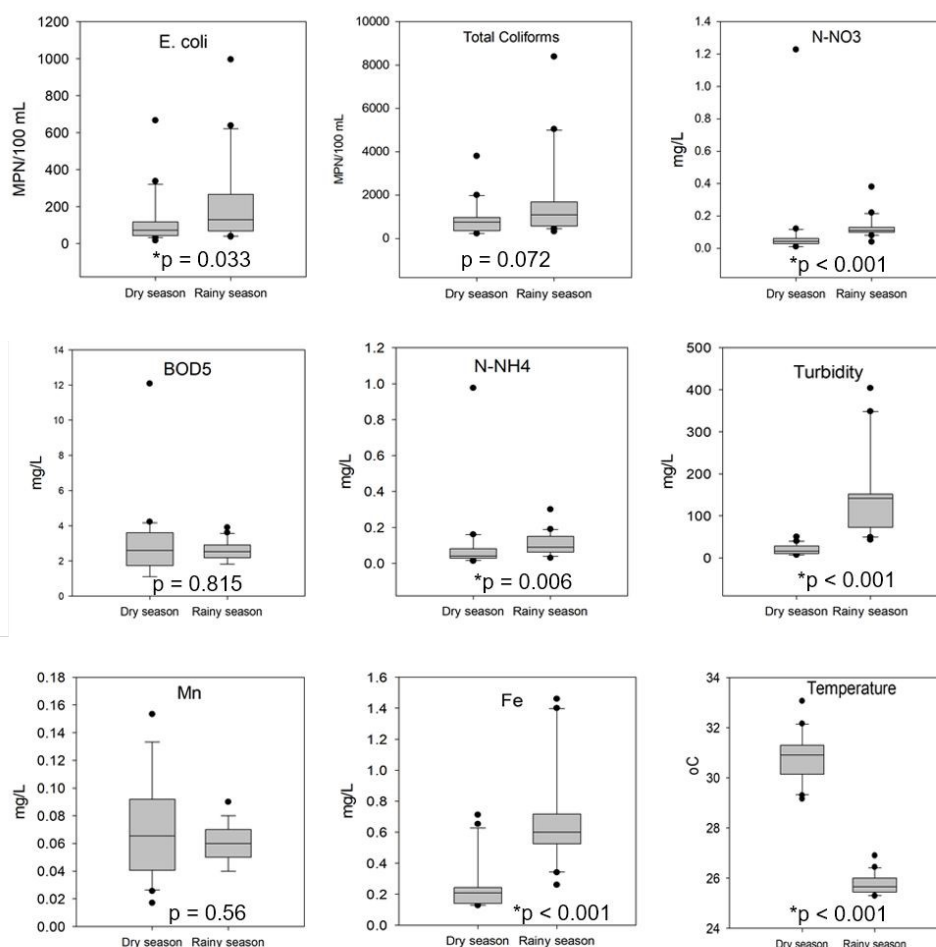 E. coli
MPN/100 mL
1200
1000
800
600
400
200
0
*p = 0.033
Dry season Rainy season
Total Coliforms
MPN/100 mL
10000
8000
6000
4000
2000
0
p = 0.072
Dry season Rainy season
N-NO3
mg/L
1.4
1.2
1.0
0.8
0.6
0.4
0.2
0.0
*p < 0.001
Dry season Rainy season
BOD5
mg/L
14
12
10
8
6
4
2
0
p = 0.815
Dry season Rainy season
N-NH4
mg/L
1.2
1.0
0.8
0.6
0.4
0.2
0.0
*p = 0.006
Dry season Rainy season
Turbidity
mg/L
500
400
300
200
100
0
*p < 0.001
Dry season Rainy season
Mn
mg/L
0.18
0.16
0.14
0.12
0.10
0.08
0.06
0.04
0.02
0.00
p = 0.56
Dry season Rainy season
Fe
mg/L
1.6
1.4
1.2
1.0
0.8
0.6
0.4
0.2
0.0
*p < 0.001
Dry season Rainy season
Temperature
oC
34
32
30
28
26
24
*p < 0.001
Dry season Rainy season